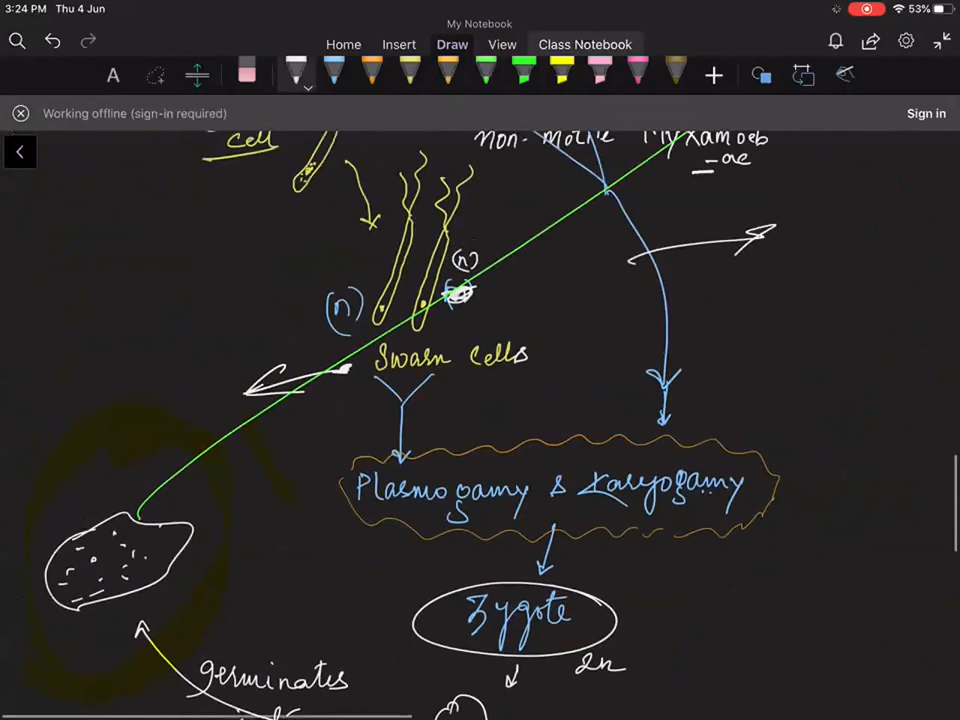 3:24 PM Thu 4 Jun
53%
My Notebook
Home Insert Draw View Class Notebook
A
Working offline (sign-in required)
Sign in
Cell
Non-Motile Myxamoeb
-ae
(n)
(n)
Swarm Cells
Plasmogamy & Karyogamy
Zygote
2n
germinates